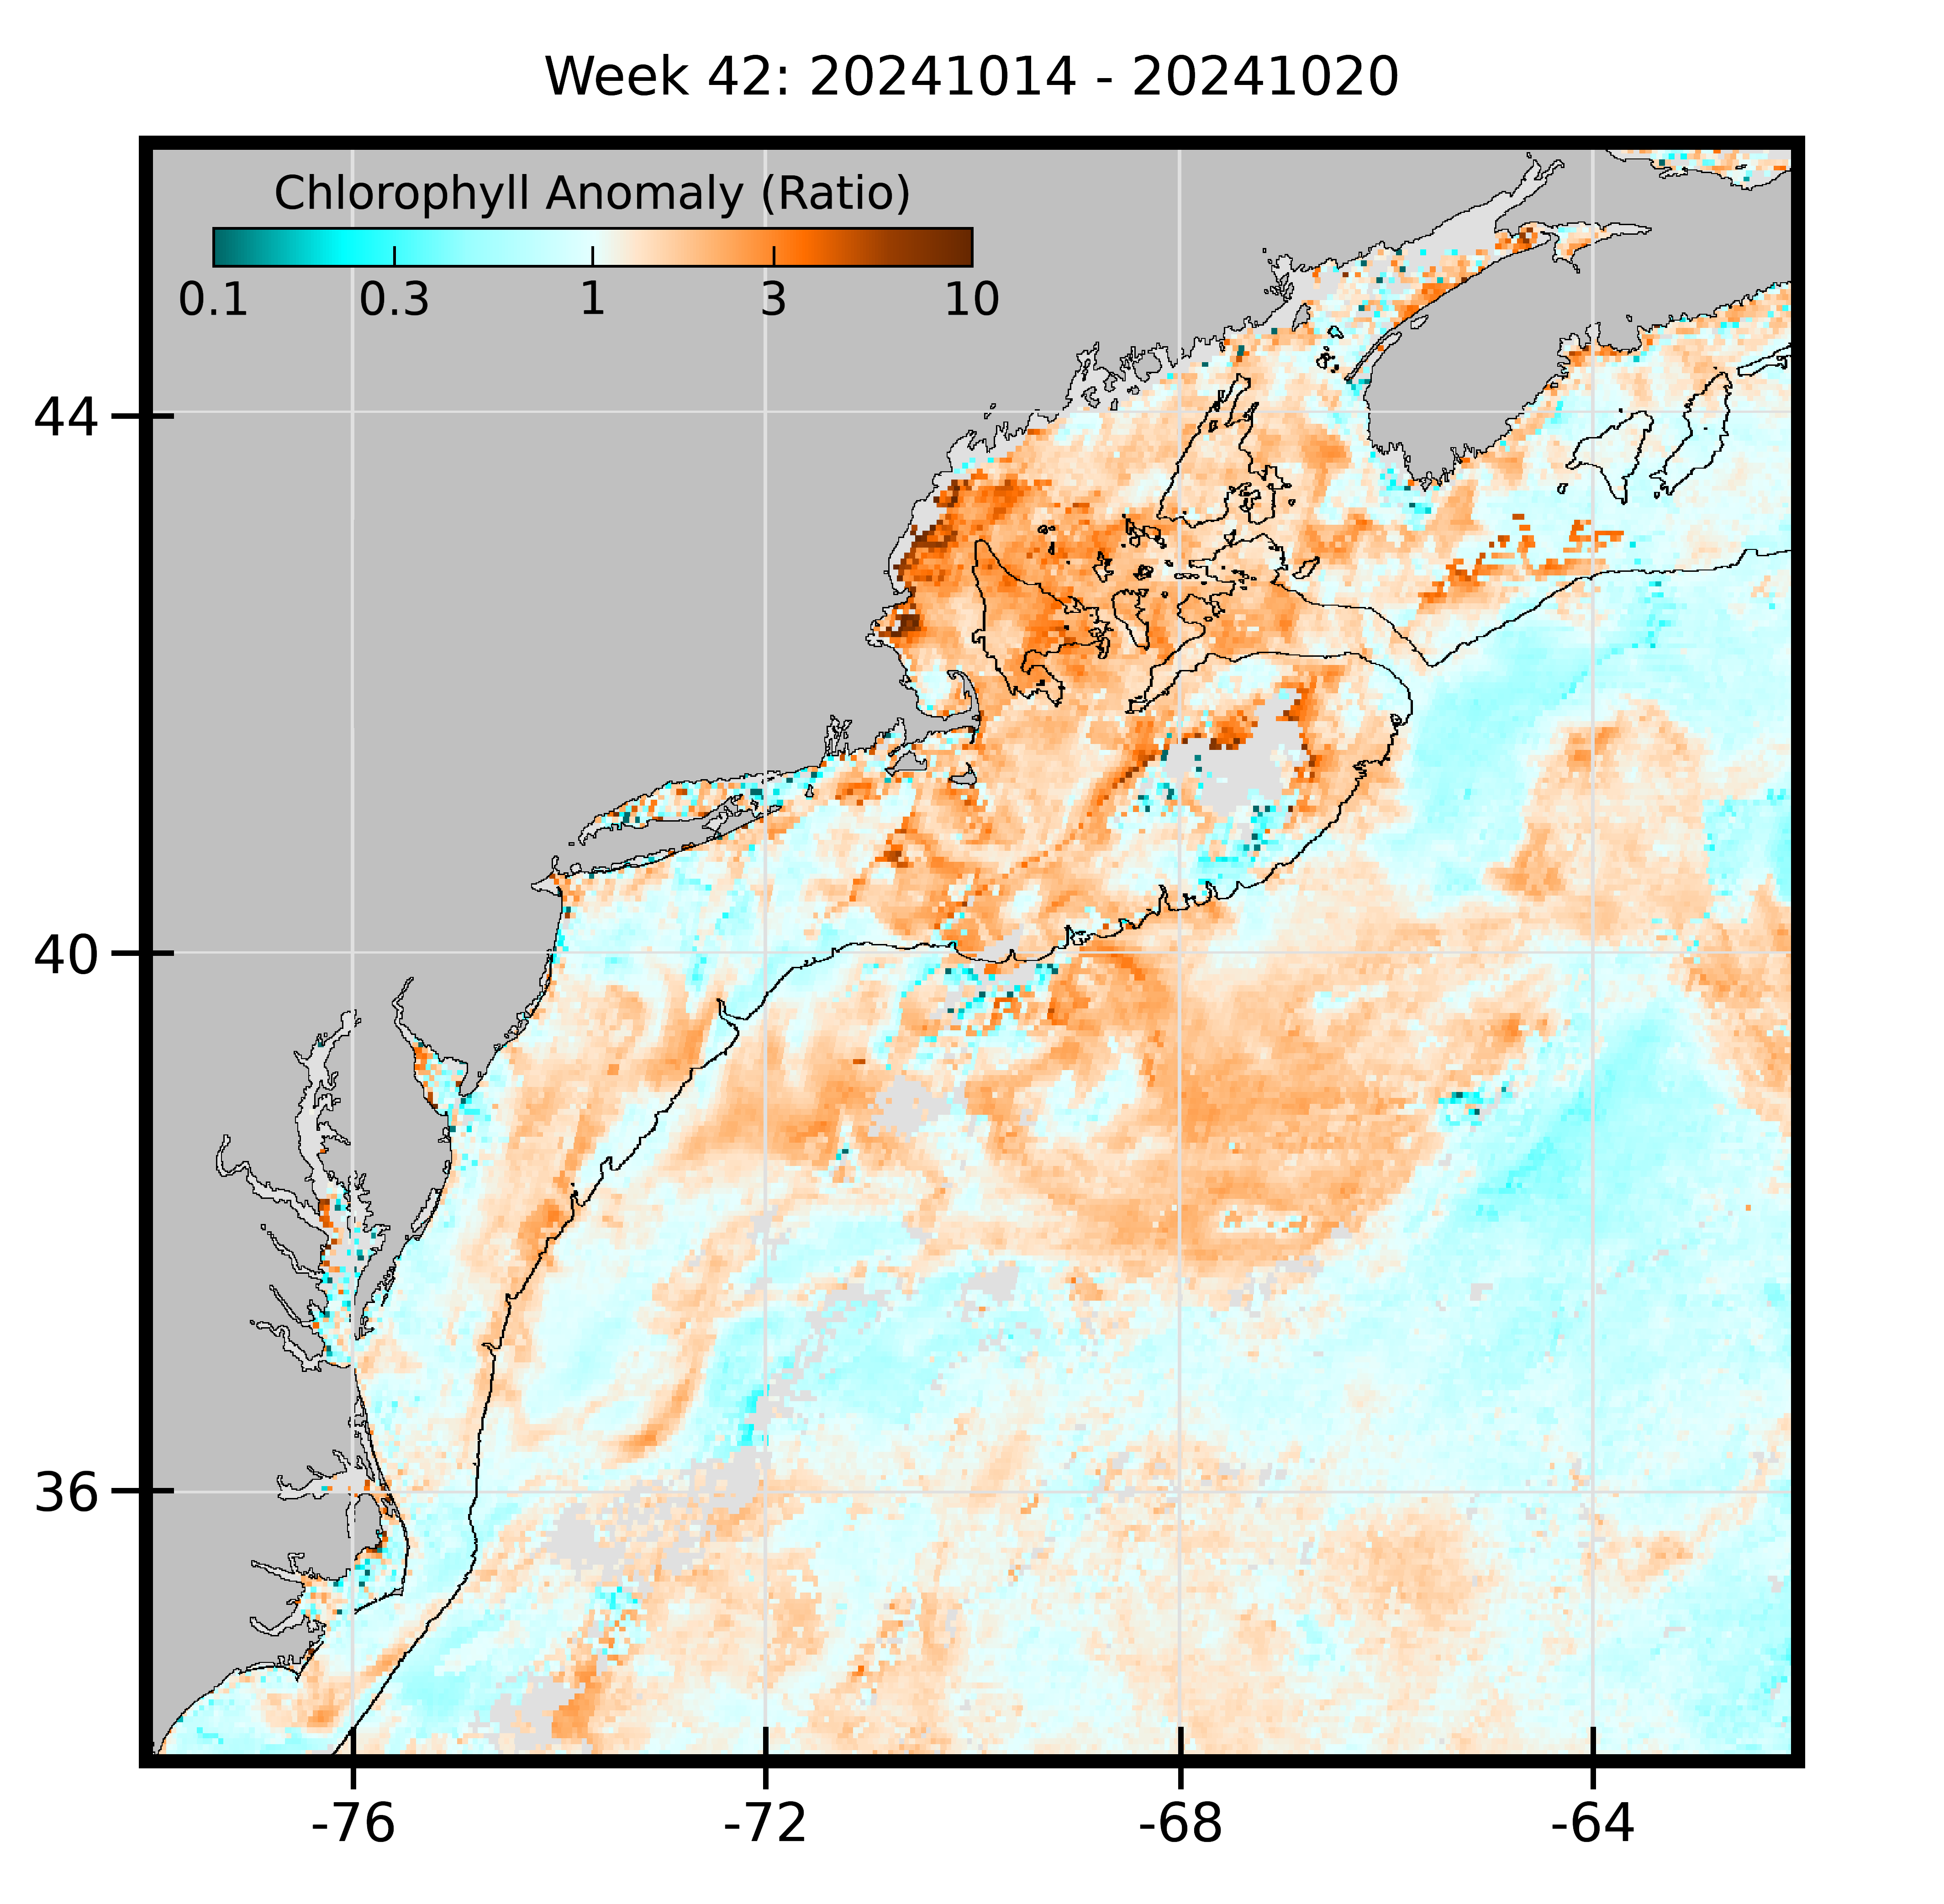 Week 42: 20241014 - 20241020
Chlorophyll Anomaly (Ratio)
0.1 0.3 1 3 10
44
40
36
-76 -72 -68 -64